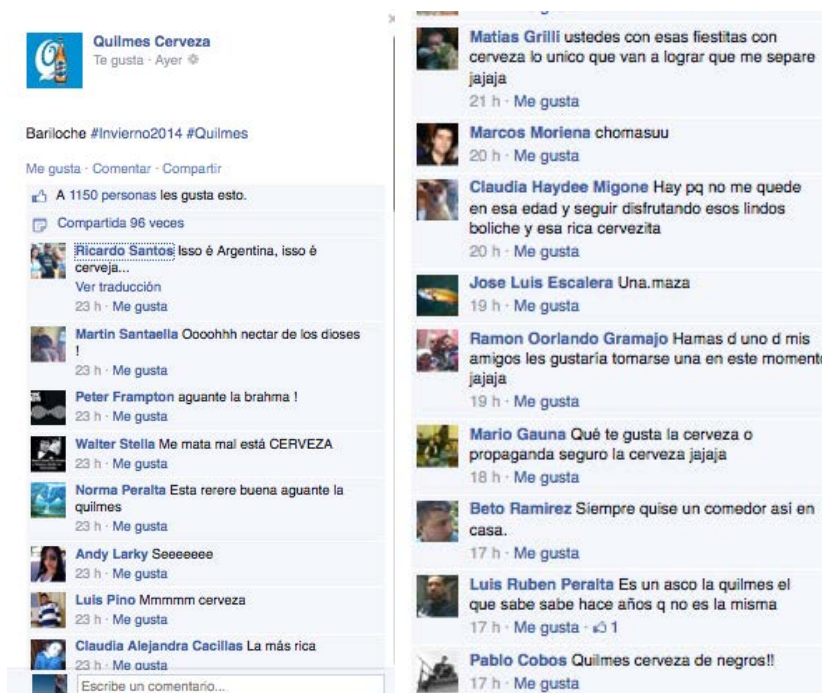 Quilmes Cerveza
Te gusta · Ayer
Bariloche #Invierno2014 #Quilmes
Me gusta · Comentar · Compartir
A 1150 personas les gusta esto.
Compartida 96 veces
Ricardo Santos Isso é Argentina, isso é
cerveja...
Ver traducción
23 h · Me gusta
Martin Santaella Oooohhh nectar de los dioses
!
23 h · Me gusta
Peter Frampton aguante la brahma !
23 h · Me gusta
Walter Stella Me mata mal está CERVEZA
23 h · Me gusta
Norma Peralta Esta rerere buena aguante la
quilmes
23 h · Me gusta
Andy Larky Seeeeeee
23 h · Me gusta
Luis Pino Mmmmm cerveza
23 h · Me gusta
Claudia Alejandra Cacillas La más rica
23 h · Me gusta
Escribe un comentario...
Matias Grilli ustedes con esas fiestitas con
cerveza lo unico que van a lograr que me separe
jajaja
21 h · Me gusta
Marcos Moriena chomasuu
20 h · Me gusta
Claudia Haydee Migone Hay pq no me quede
en esa edad y seguir disfrutando esos lindos
boliche y esa rica cervezita
20 h · Me gusta
Jose Luis Escalera Una.maza
19 h · Me gusta
Ramon Oorlando Gramajo Hamas d uno d mis
amigos les gustaría tomarse una en este momento
jajaja
19 h · Me gusta
Mario Gauna Qué te gusta la cerveza o
propaganda seguro la cerveza jajaja
18 h · Me gusta
Beto Ramirez Siempre quise un comedor asi en
casa.
17 h · Me gusta
Luis Ruben Peralta Es un asco la quilmes el
que sabe sabe hace años q no es la misma
17 h · Me gusta · 1
Pablo Cobos Quilmes cerveza de negros!!
17 h · Me gusta